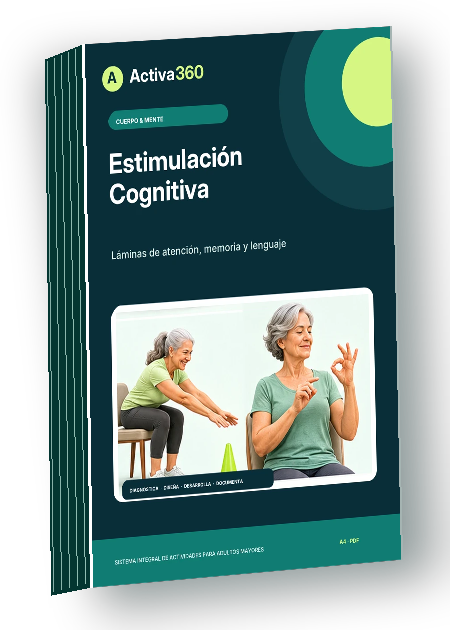 A Activa360
CUERPO & MENTE
Estimulación
Cognitiva
Láminas de atención, memoria y lenguaje
DIAGNOSTICA · DISEÑA · DESARROLLA · DOCUMENTA
SISTEMA INTEGRAL DE ACTIVIDADES PARA ADULTOS MAYORES
A4 · PDF